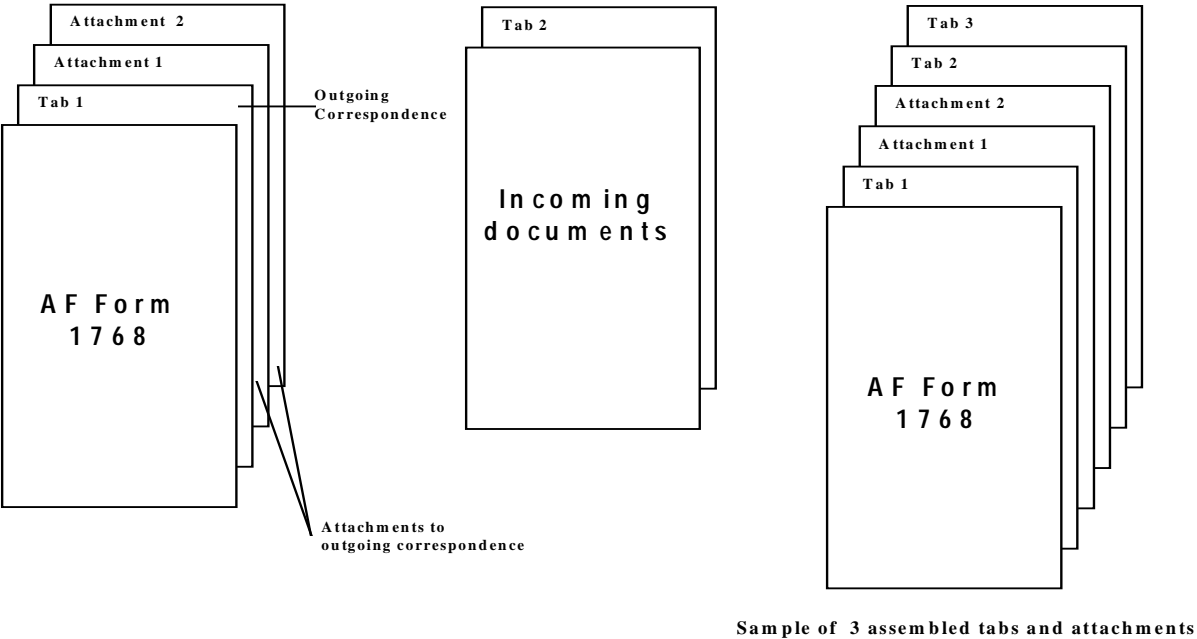 Attachment 2
Attachment 1
Tab 1
Outgoing
Correspondence
AF Form
1768
Attachments to
outgoing correspondence
Tab 2
Incoming
documents
Tab 3
Tab 2
Attachment 2
Attachment 1
Tab 1
AF Form
1768
Sample of 3 assembled tabs and attachments